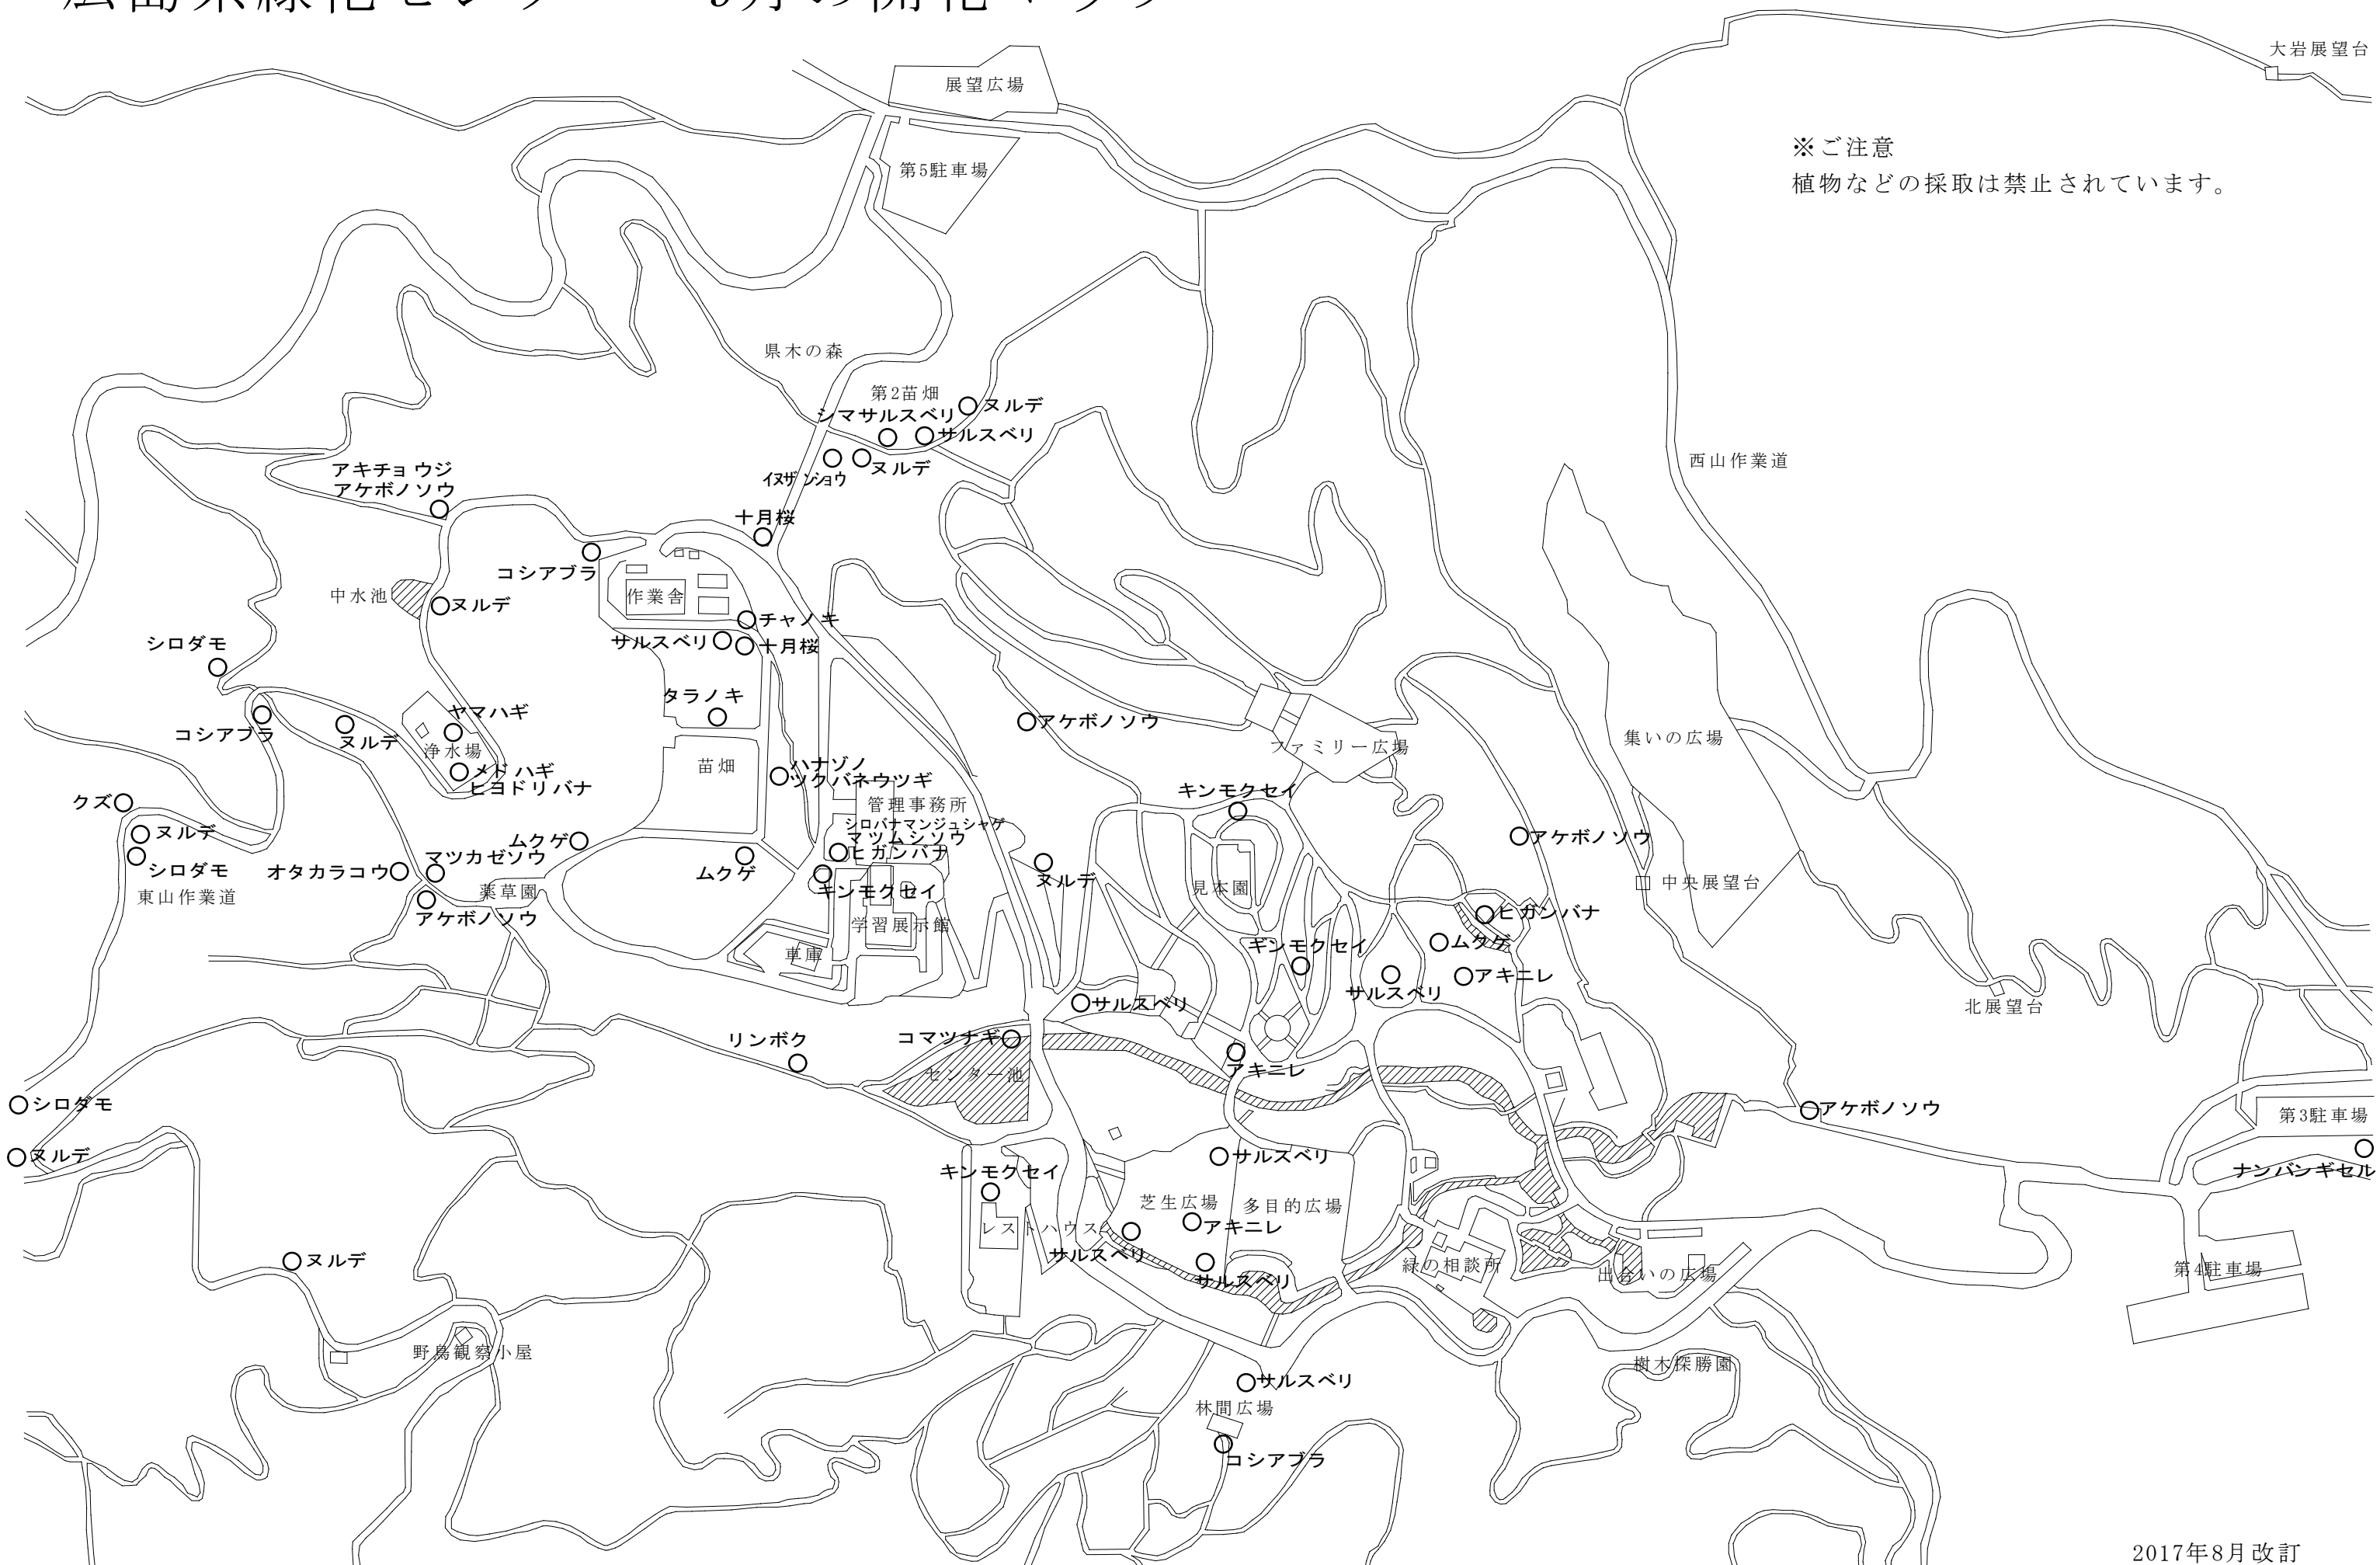 大岩展望台
展望広場
※ご注意
植物などの採取は禁止されています。
第5駐車場
県木の森
第2苗畑
ヌルデ
シマサルスベリ
サルスベリ
ヌルデ
イヌザンショウ
西山作業道
アキチョウジ
アケボノソウ
十月桜
コシアブラ
中水池
ヌルデ
作業舎
チャノキ
サルスベリ
十月桜
シロダモ
タラノキ
ヤマハギ
アケボノソウ
コシアブラ
ヌルデ
浄水場
ファミリー広場
集いの広場
メドハギ
ヒヨドリバナ
苗畑
ハナゾノ
ツクバネウツギ
キンモクセイ
クズ
管理事務所
シロバナマンジュシャゲ
マツムシソウ
ヒガンバナ
ヌルデ
ムクゲ
アケボノソウ
シロダモ
オタカラコウ
マツカゼソウ
ムクゲ
キンモクセイ
ヌルデ
見本園
中央展望台
東山作業道
薬草園
アケボノソウ
学習展示館
ヒガンバナ
車庫
ギンモクセイ
ムクゲ
サルスベリ
アキニレ
サルスベリ
北展望台
リンボク
コマツナギ
センター池
アキニレ
シロダモ
アケボノソウ
第3駐車場
ヌルデ
サルスベリ
ナンバンギセル
キンモクセイ
芝生広場
多目的広場
レストハウス
アキニレ
サルスベリ
ヌルデ
サルスベリ
緑の相談所
出合いの広場
第4駐車場
野鳥観察小屋
樹木探勝園
サルスベリ
林間広場
コシアブラ
2017年8月改訂